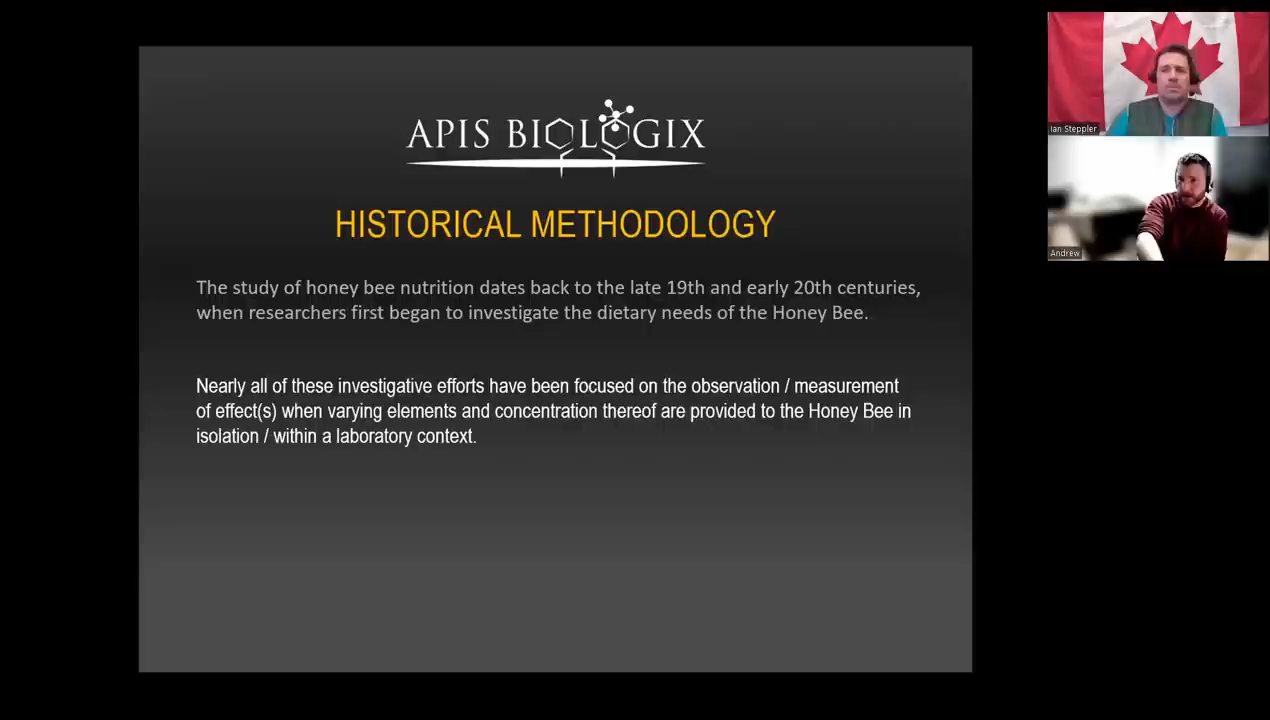 APIS BIOLOGIX
HISTORICAL METHODOLOGY
The study of honey bee nutrition dates back to the late 19th and early 20th centuries,
when researchers first began to investigate the dietary needs of the Honey Bee.
Nearly all of these investigative efforts have been focused on the observation / measurement
of effect(s) when varying elements and concentration thereof are provided to the Honey Bee in
isolation / within a laboratory context.
Ian Steppler
Andrew